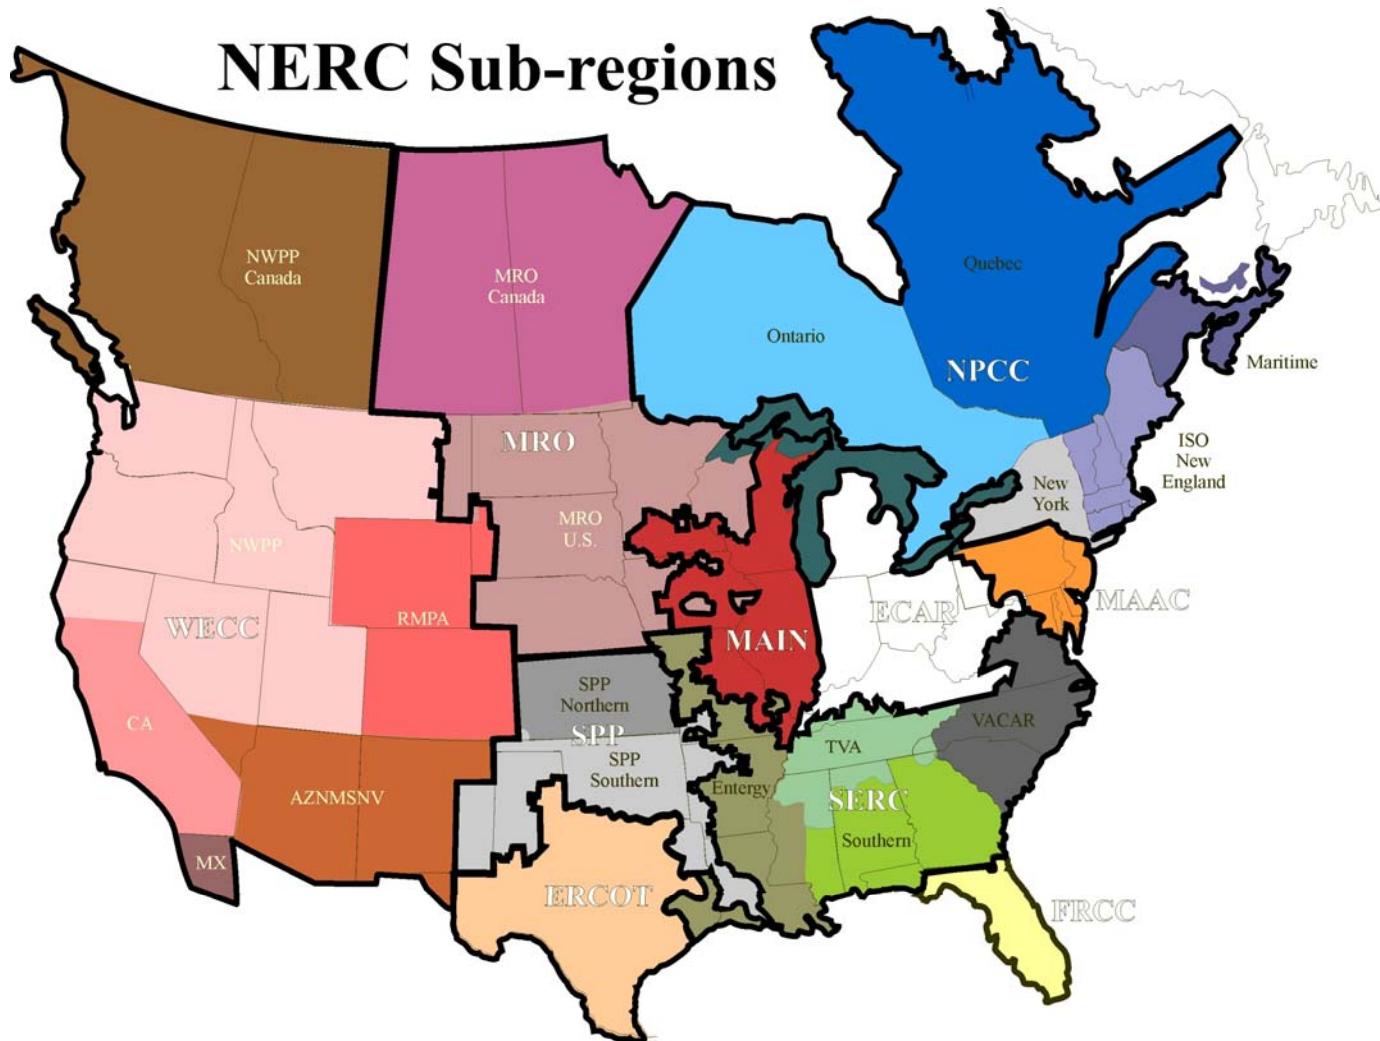 NERC Sub-regions
NWPP
Canada
MRO
Canada
Quebec
Ontario
NPCC
Maritime
MRO
ISO
New
England
New
York
MRO
U.S.
NWPP
RMPA
WECC
ECAR
MAAC
MAIN
CA
SPP
Northern
SPP
SPP
Southern
VACAR
TVA
Entergy
AZNMSNV
SERC
Southern
MX
ERCOT
FRCC